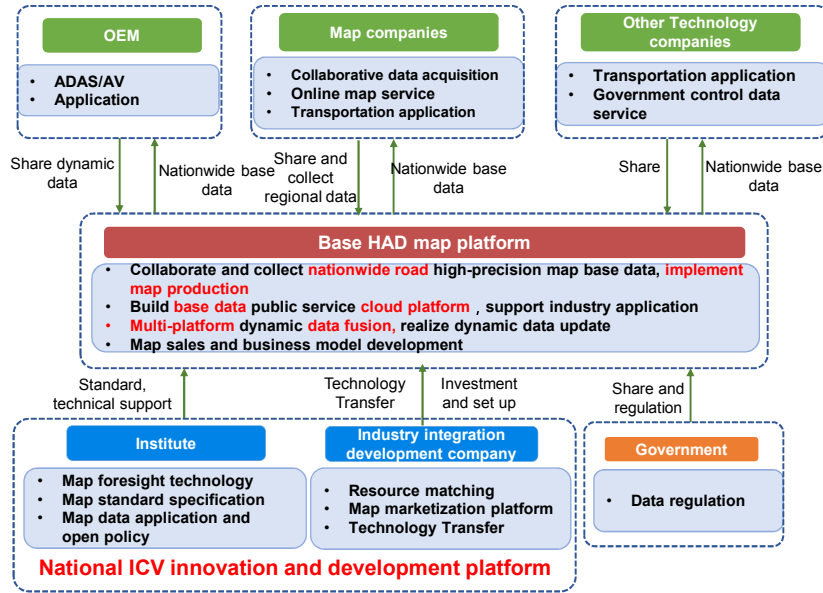 OEM
• ADAS/AV
• Application
Map companies
• Collaborative data acquisition
• Online map service
• Transportation application
Other Technology
companies
• Transportation application
• Government control data
service
Share dynamic
data
Nationwide base
data
Share and
collect
regional data
Nationwide base
data
Share
Nationwide base
data
Base HAD map platform
• Collaborate and collect nationwide road high-precision map base data, implement
map production
• Build base data public service cloud platform , support industry application
• Multi-platform dynamic data fusion, realize dynamic data update
• Map sales and business model development
Standard,
technical support
Technology
Transfer
Investment
and set up
Share and
regulation
Institute
• Map foresight technology
• Map standard specification
• Map data application and
open policy
Industry integration
development company
• Resource matching
• Map marketization platform
• Technology Transfer
Government
• Data regulation
National ICV innovation and development platform